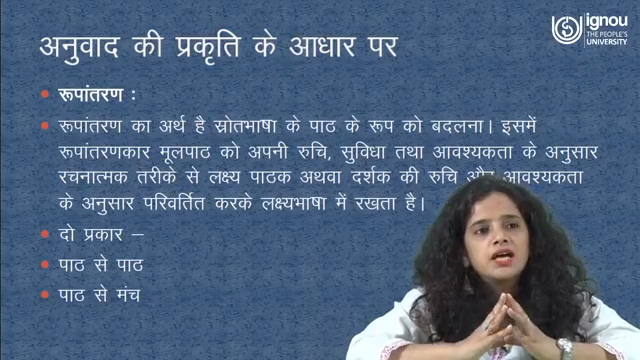 ignou
THE PEOPLE'S
UNIVERSITY
अनुवाद की प्रकृति के आधार पर
रूपांतरण :
रूपांतरण का अर्थ है स्रोतभाषा के पाठ के रूप को बदलना। इसमें
रूपांतरणकार मूलपाठ को अपनी रुचि, सुविधा तथा आवश्यकता के अनुसार
रचनात्मक तरीके से लक्ष्य पाठक अथवा दर्शक की रुचि और आवश्यकता
के अनुसार परिवर्तित करके लक्ष्यभाषा में रखता है।
दो प्रकार –
पाठ से पाठ
पाठ से मंच